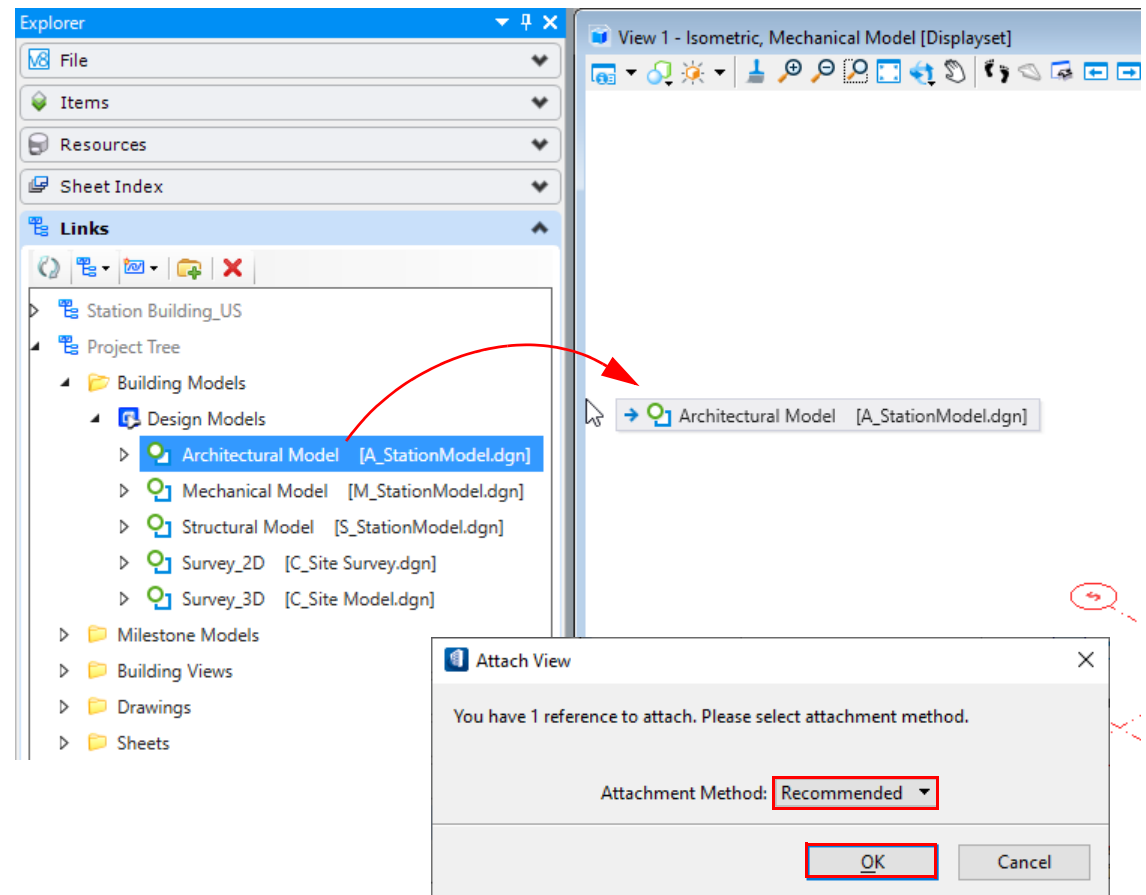 Explorer
File
Items
Resources
Sheet Index
Links
Station Building_US
Project Tree
Building Models
Design Models
Architectural Model [A_StationModel.dgn]
Mechanical Model [M_StationModel.dgn]
Structural Model [S_StationModel.dgn]
Survey_2D [C_Site Survey.dgn]
Survey_3D [C_Site Model.dgn]
Milestone Models
Building Views
Drawings
Sheets
View 1 - Isometric, Mechanical Model [Displayset]
Architectural Model [A_StationModel.dgn]
5
Attach View
You have 1 reference to attach. Please select attachment method.
Attachment Method: Recommended
OK
Cancel